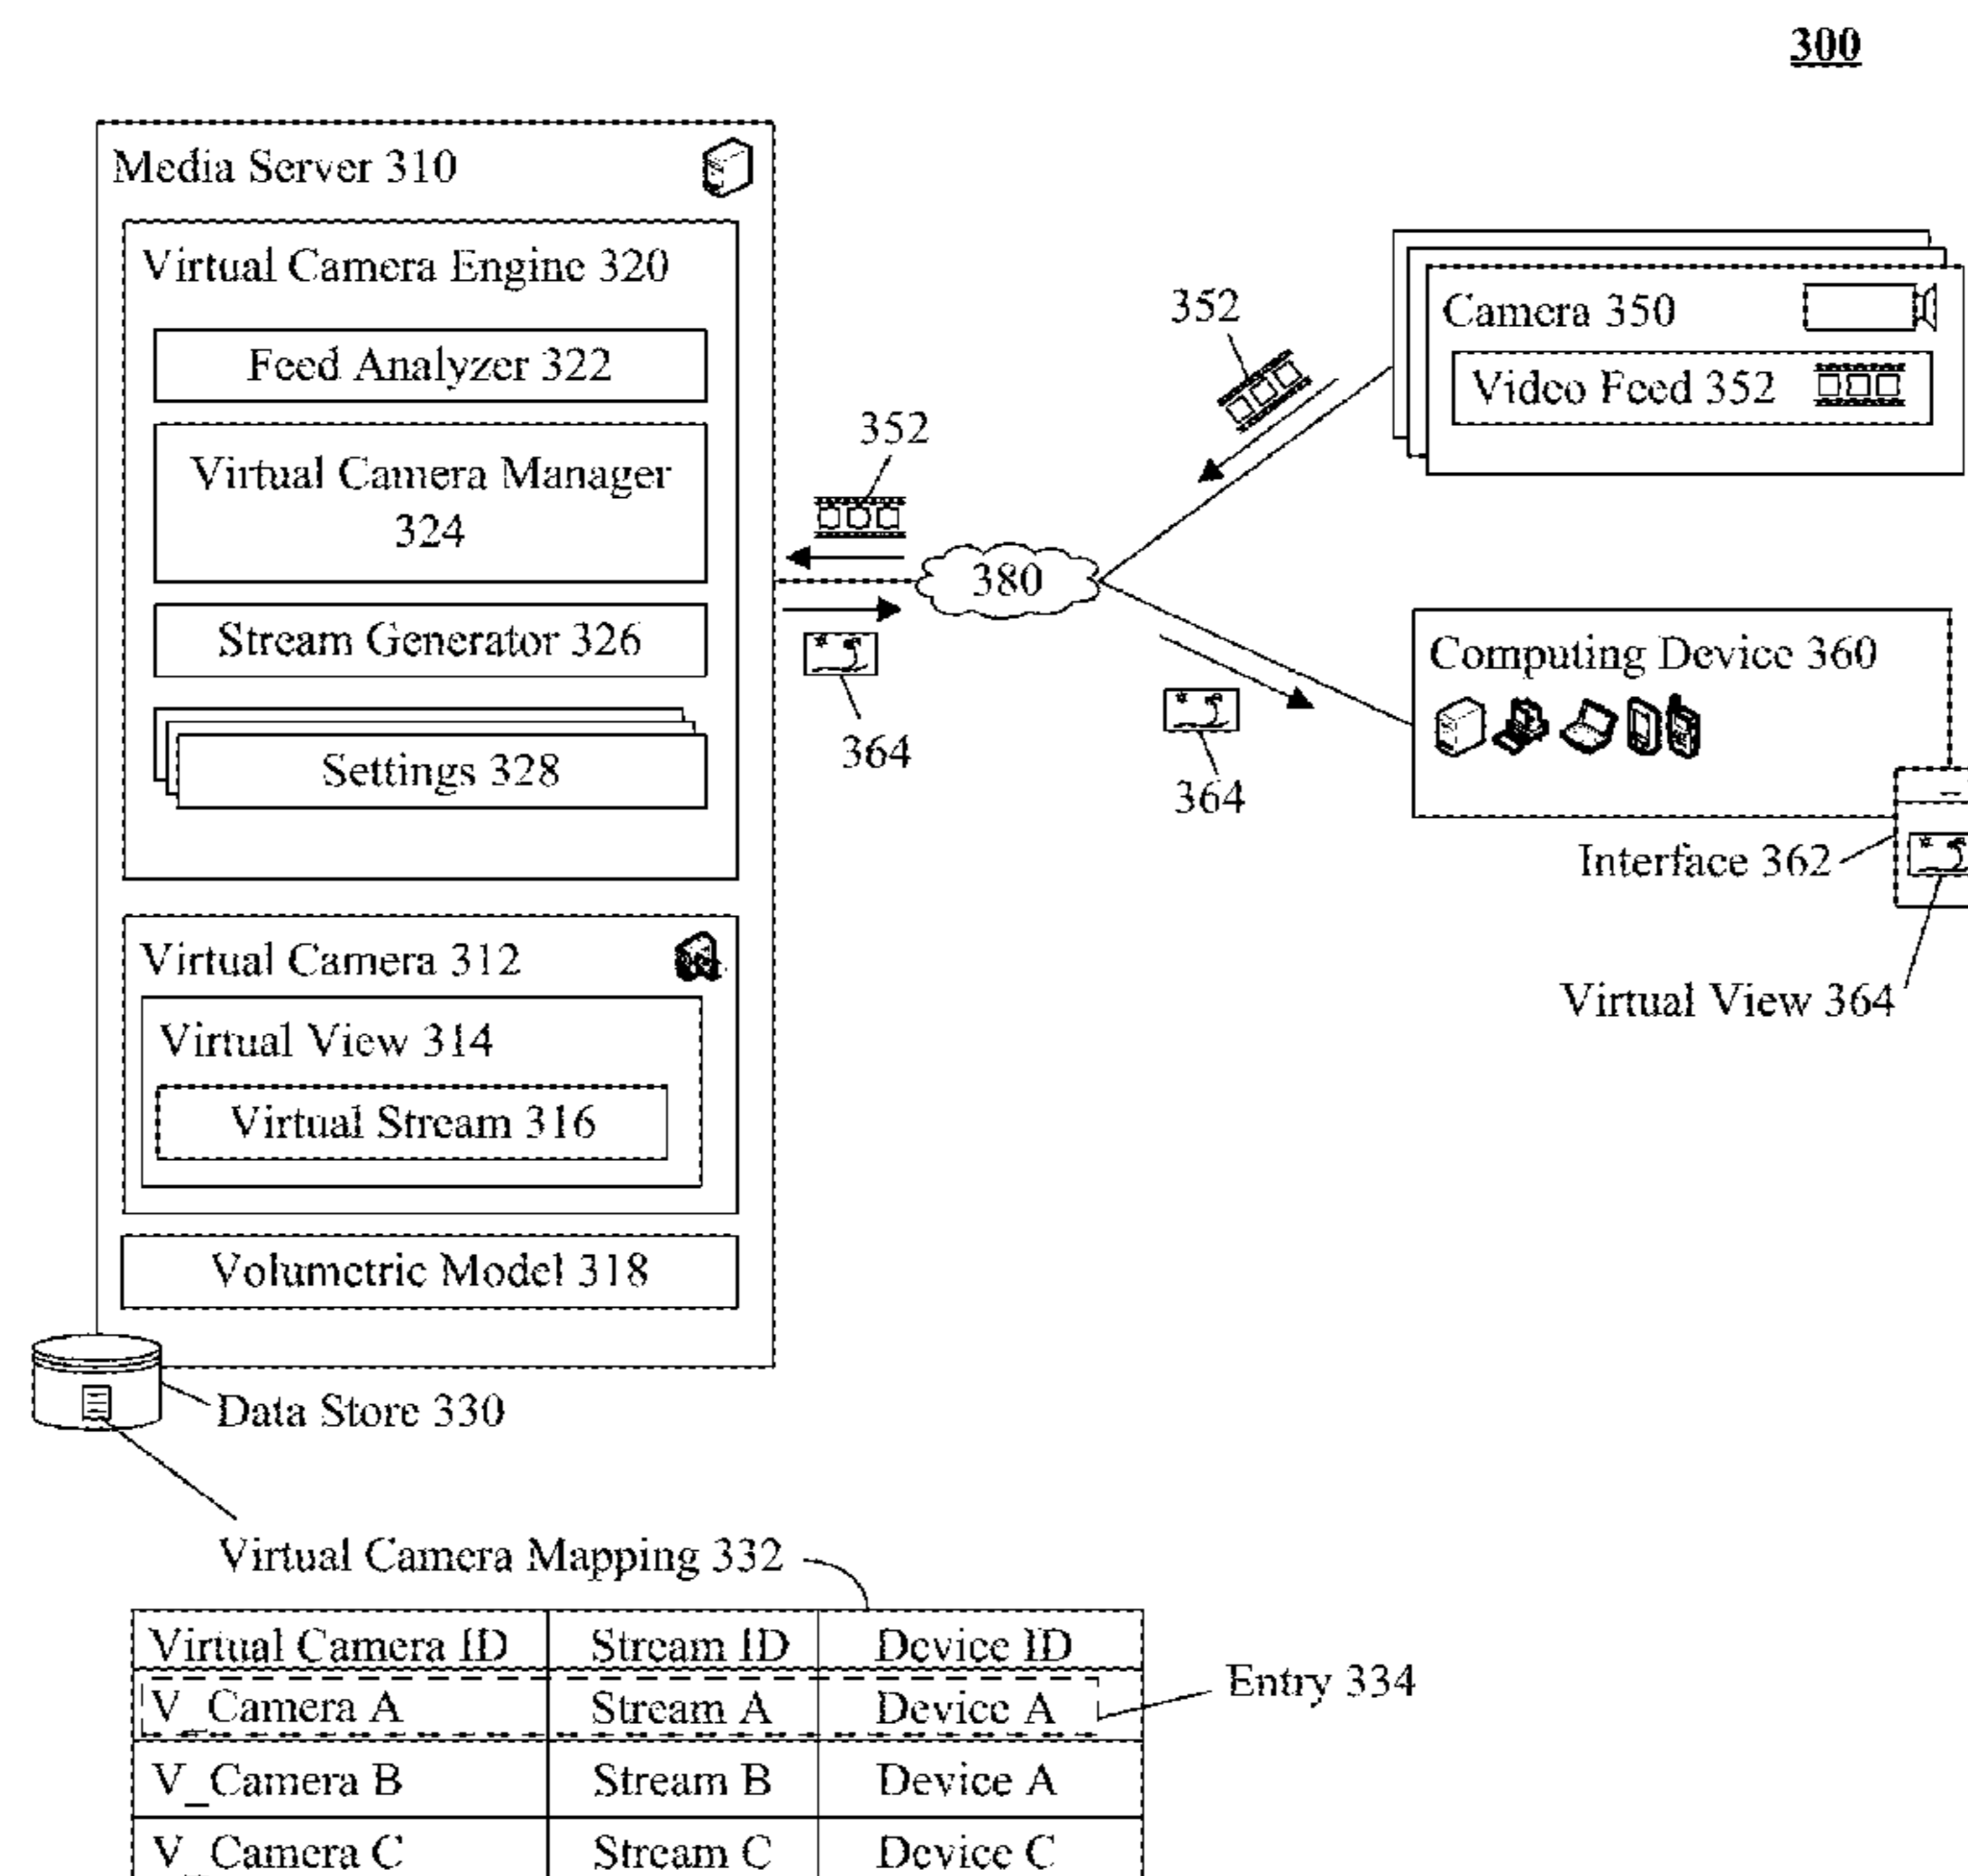 300
Media Server 310
Virtual Camera Engine 320
Feed Analyzer 322
Virtual Camera Manager
324
Stream Generator 326
Settings 328
Virtual Camera 312
Virtual View 314
Virtual Stream 316
Volumetric Model 318
Data Store 330
352
364
380
352
364
Camera 350
Video Feed 352
Computing Device 360
Interface 362
Virtual View 364
Virtual Camera Mapping 332
Virtual Camera ID Stream ID Device ID
V_Camera A Stream A Device A
Entry 334
V_Camera B Stream B Device A
V_Camera C Stream C Device C